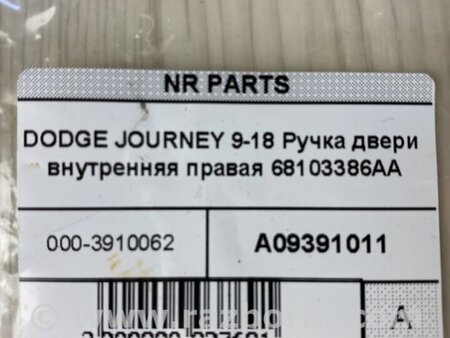 NR PARTS
DODGE JOURNEY 9-18 Ручка двери
внутренняя правая 68103386AA
000-3910062
A09391011
A